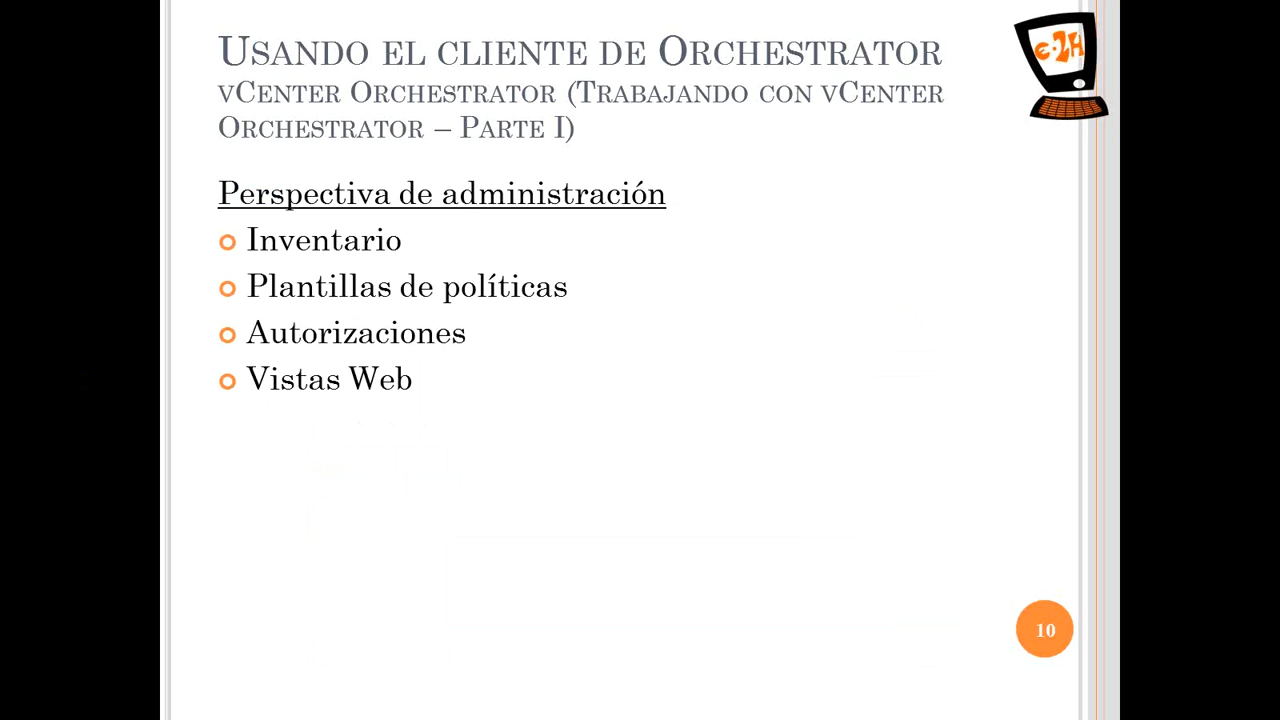 Usando el cliente de Orchestrator
vCenter Orchestrator (Trabajando con vCenter
Orchestrator – Parte I)
e-2H
Perspectiva de administración
Inventario
Plantillas de políticas
Autorizaciones
Vistas Web
10